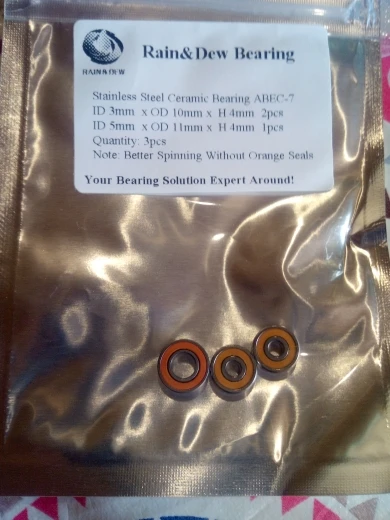 Rain&Dew Bearing
RAIN&DEW
Stainless Steel Ceramic Bearing ABEC-7
ID 3mm x OD 10mm x H 4mm 2pcs
ID 5mm x OD 11mm x H 4mm 1pcs
Quantity: 3pcs
Note: Better Spinning Without Orange Seals
Your Bearing Solution Expert Around!